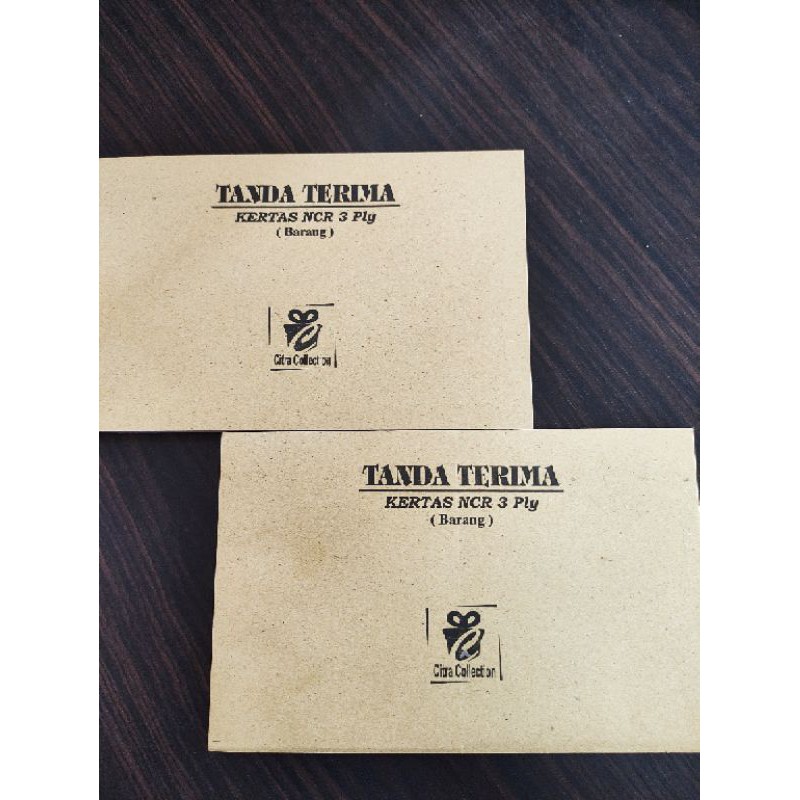 TANDA TERIMA
KERTAS NCR 3 Ply
( Barang )
Citra Collection
TANDA TERIMA
KERTAS NCR 3 Ply
( Barang )
Citra Collection